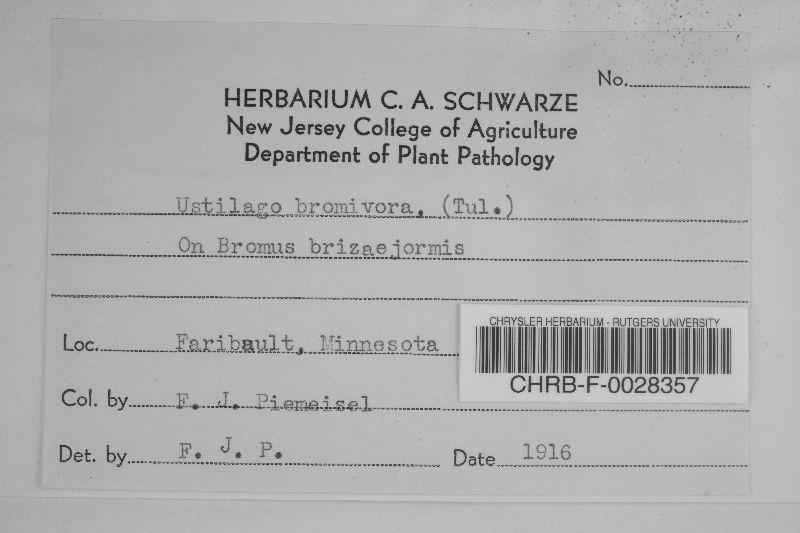 No.
HERBARIUM C. A. SCHWARZE
New Jersey College of Agriculture
Department of Plant Pathology
Ustilago bromivora, (Tul.)
On Bromus brizaejormis
Loc. Faribault, Minnesota
CHRYSLER HERBARIUM - RUTGERS UNIVERSITY
CHRB-F-0028357
Col. by F. J. Piemeisel
Det. by F. J. P. Date 1916